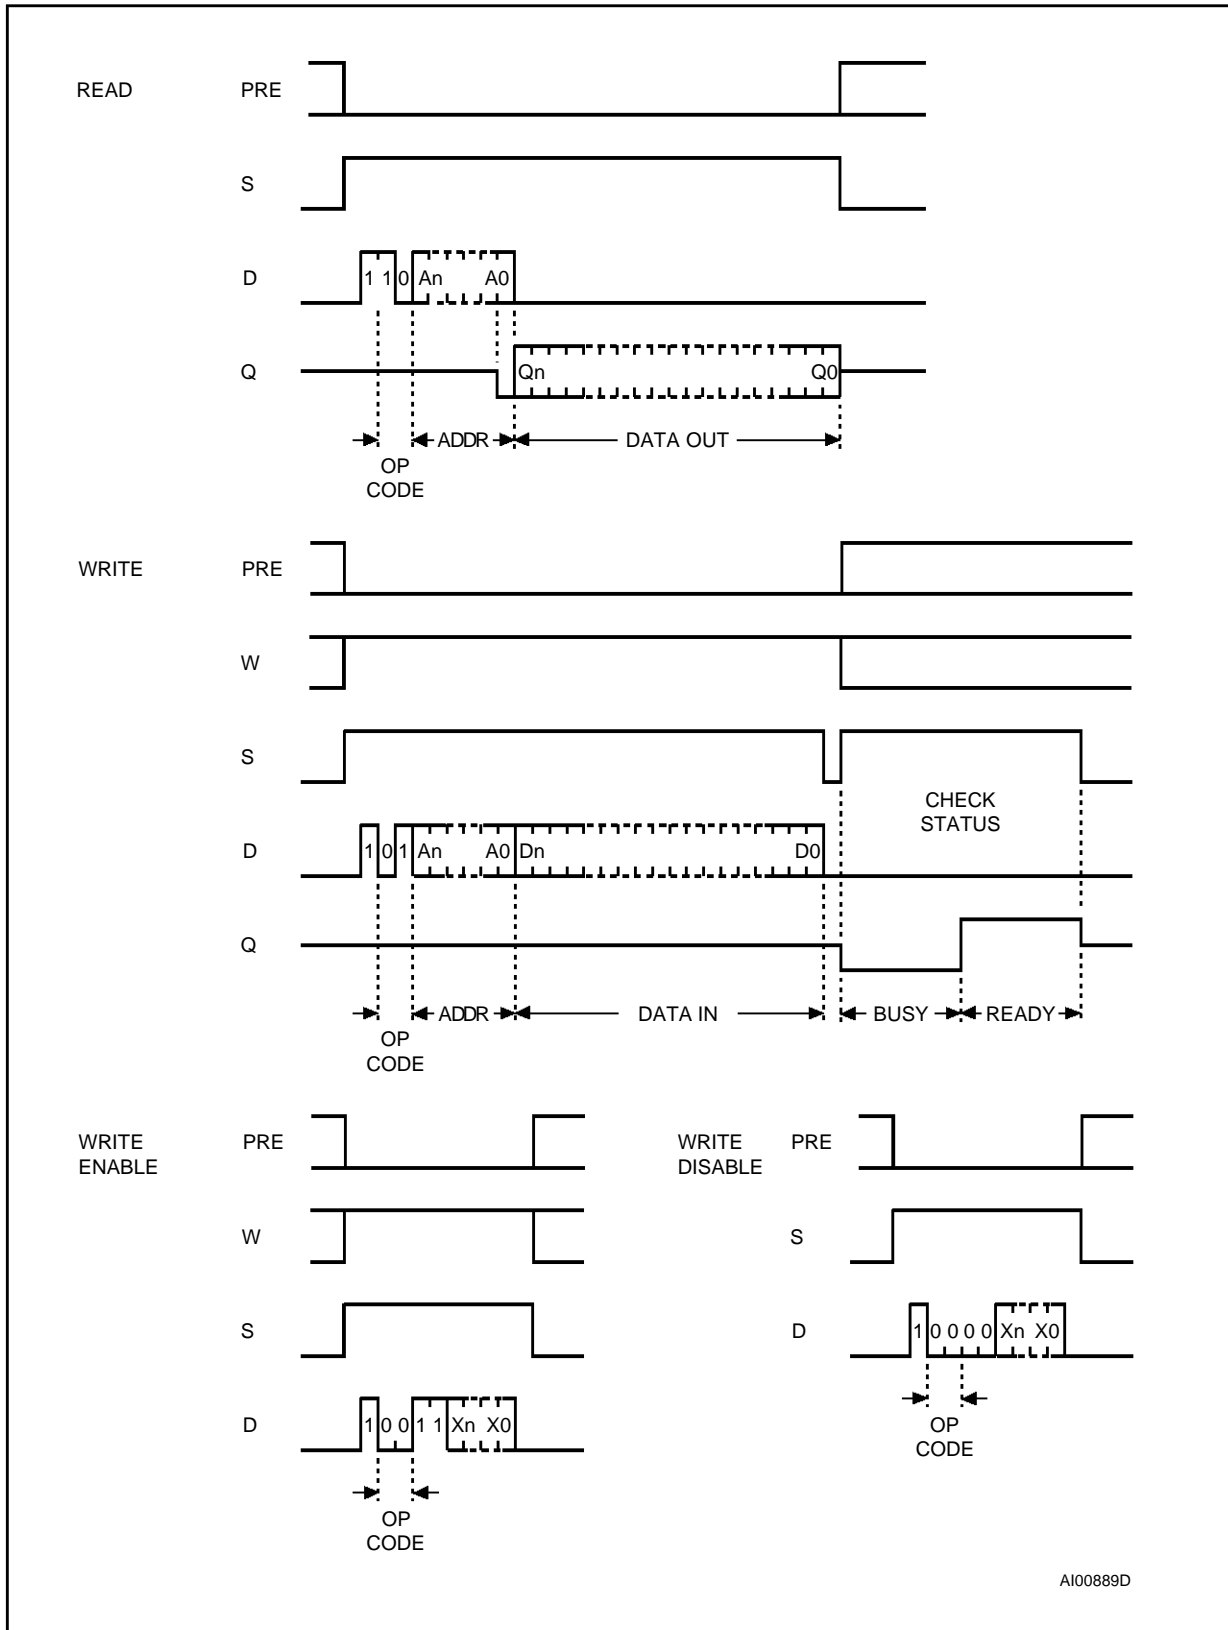 READ PRE
S
D 1 1 0 An A0
Q Qn Q0
ADDR DATA OUT
OP
CODE
WRITE PRE
W
S
CHECK
STATUS
D 1 0 1 An A0 Dn D0
Q
ADDR DATA IN BUSY READY
OP
CODE
WRITE
ENABLE
PRE
W
S
D 1 0 0 1 1 Xn X0
OP
CODE
WRITE
DISABLE
PRE
S
D 1 0 0 0 0 Xn X0
OP
CODE
AI00889D